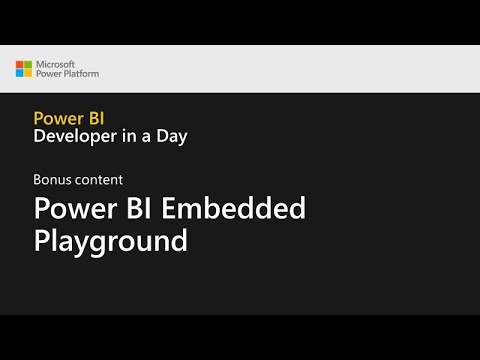 Microsoft
Power Platform
Power BI
Developer in a Day
Bonus content
Power BI Embedded
Playground